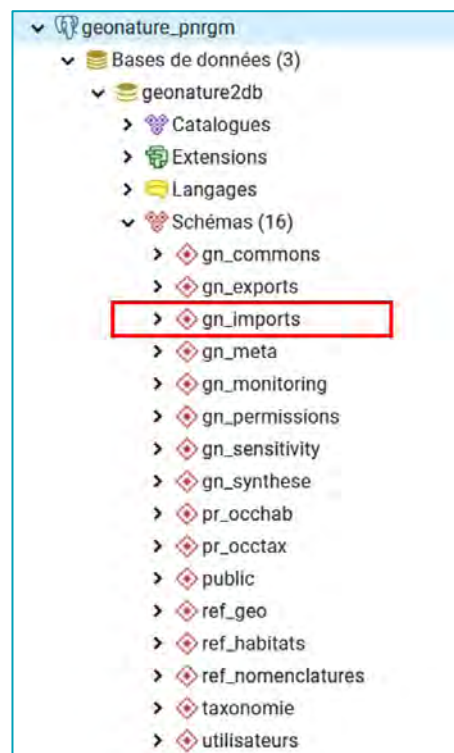 geonature_pnrgm
Bases de données (3)
geonature2db
Catalogues
Extensions
Langages
Schémas (16)
gn_commons
gn_exports
gn_imports
gn_meta
gn_monitoring
gn_permissions
gn_sensitivity
gn_synthese
pr_occhab
pr_occtax
public
ref_geo
ref_habitats
ref_nomenclatures
taxonomie
utilisateurs